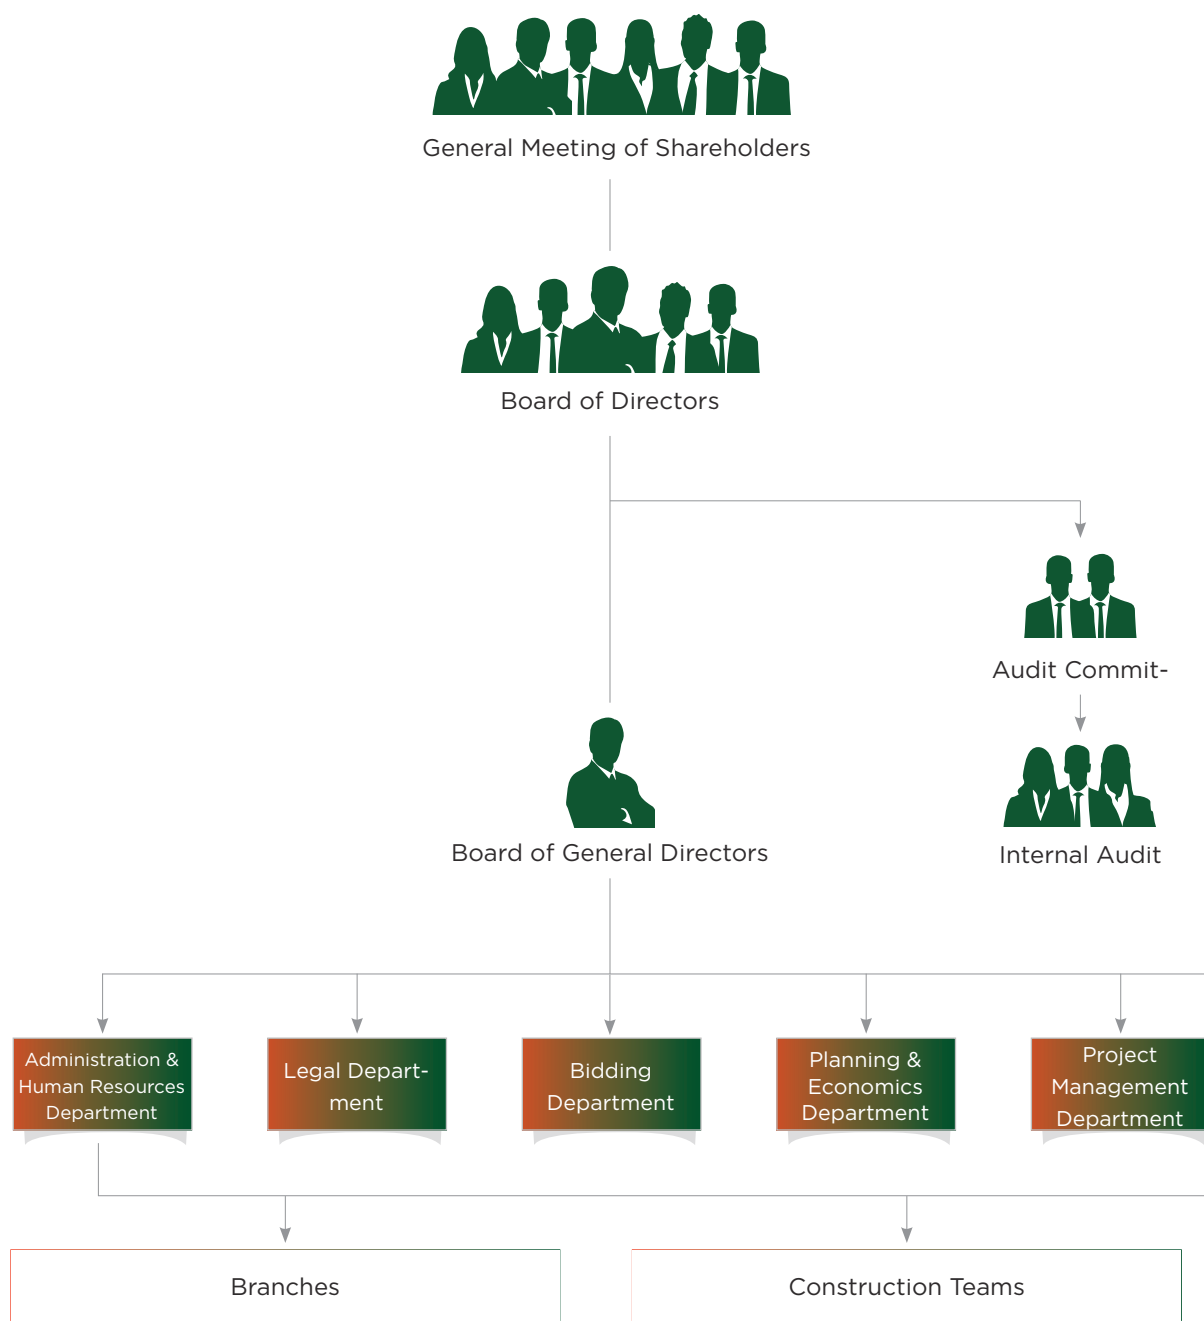 General Meeting of Shareholders
Board of Directors
Audit Commit-
Board of General Directors
Internal Audit
Administration &
Human Resources
Department
Legal Depart-
ment
Bidding
Department
Planning &
Economics
Department
Project
Management
Department
Branches
Construction Teams